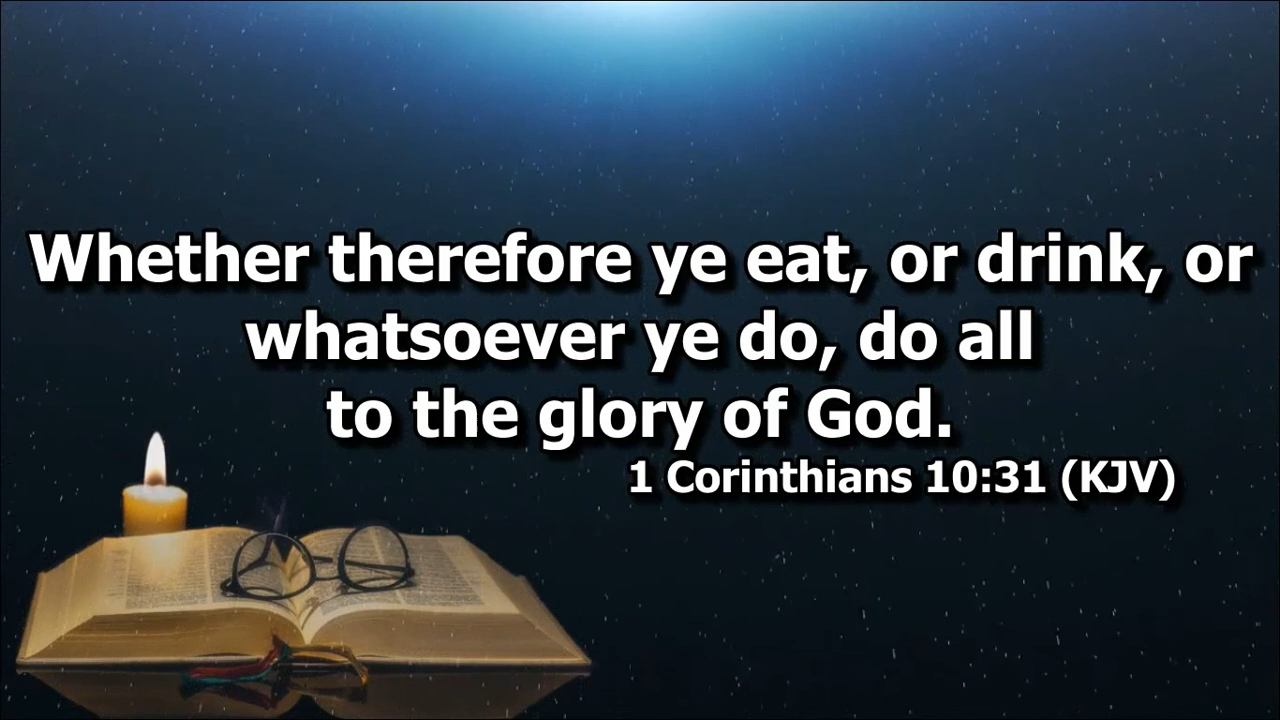 Whether therefore ye eat, or drink, or
whatsoever ye do, do all
to the glory of God.
1 Corinthians 10:31 (KJV)